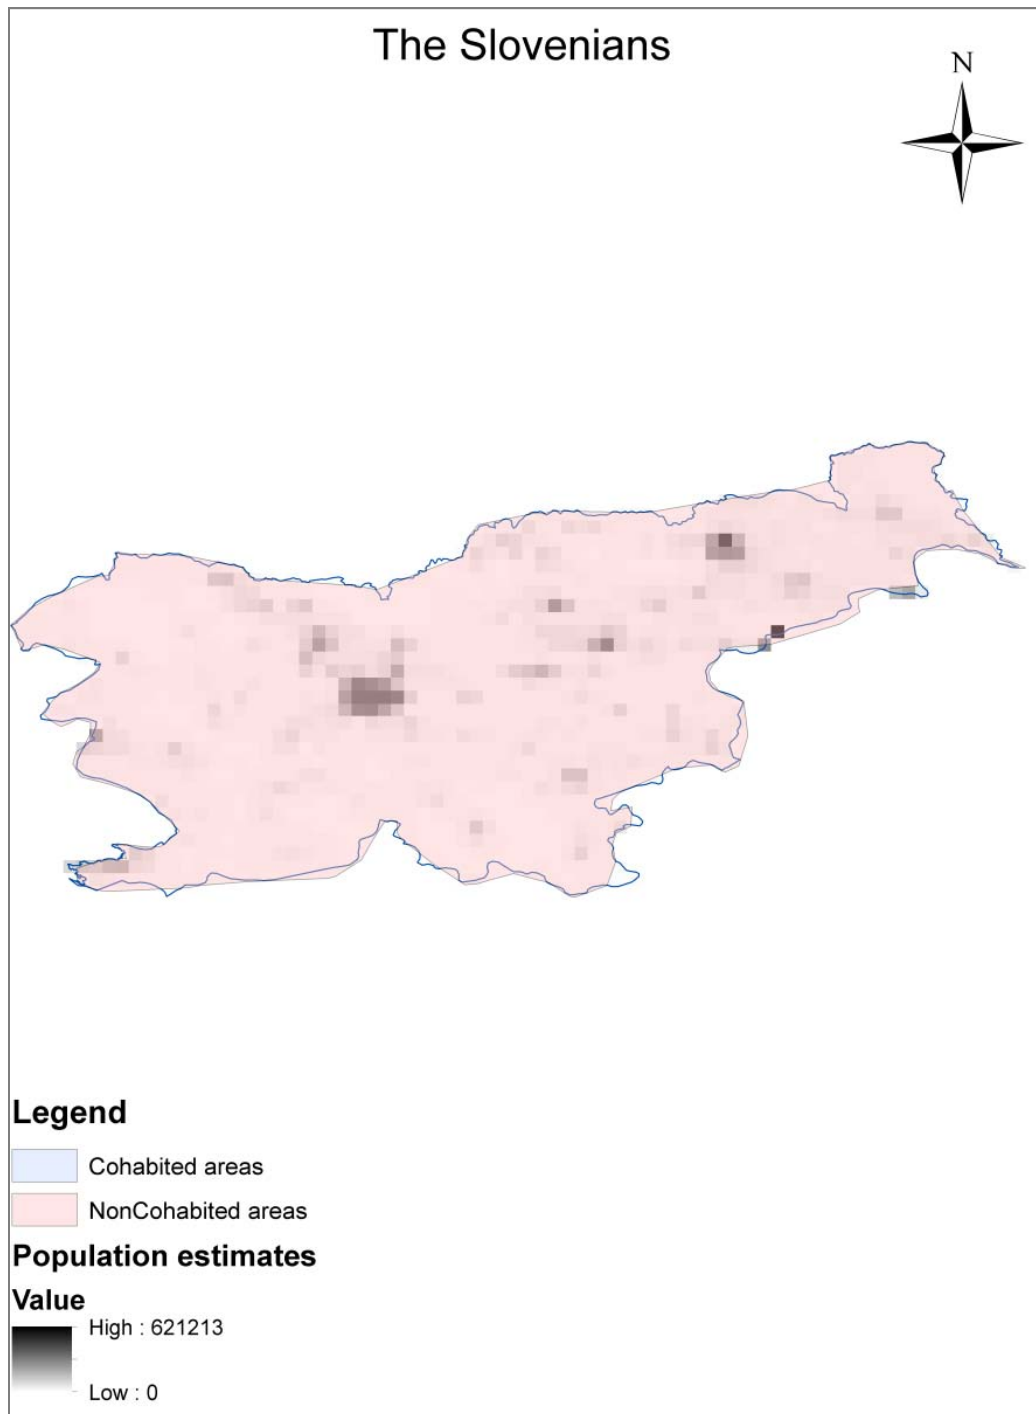 The Slovenians
N
Legend
Cohabited areas
NonCohabited areas
Population estimates
Value
High : 621213
Low : 0